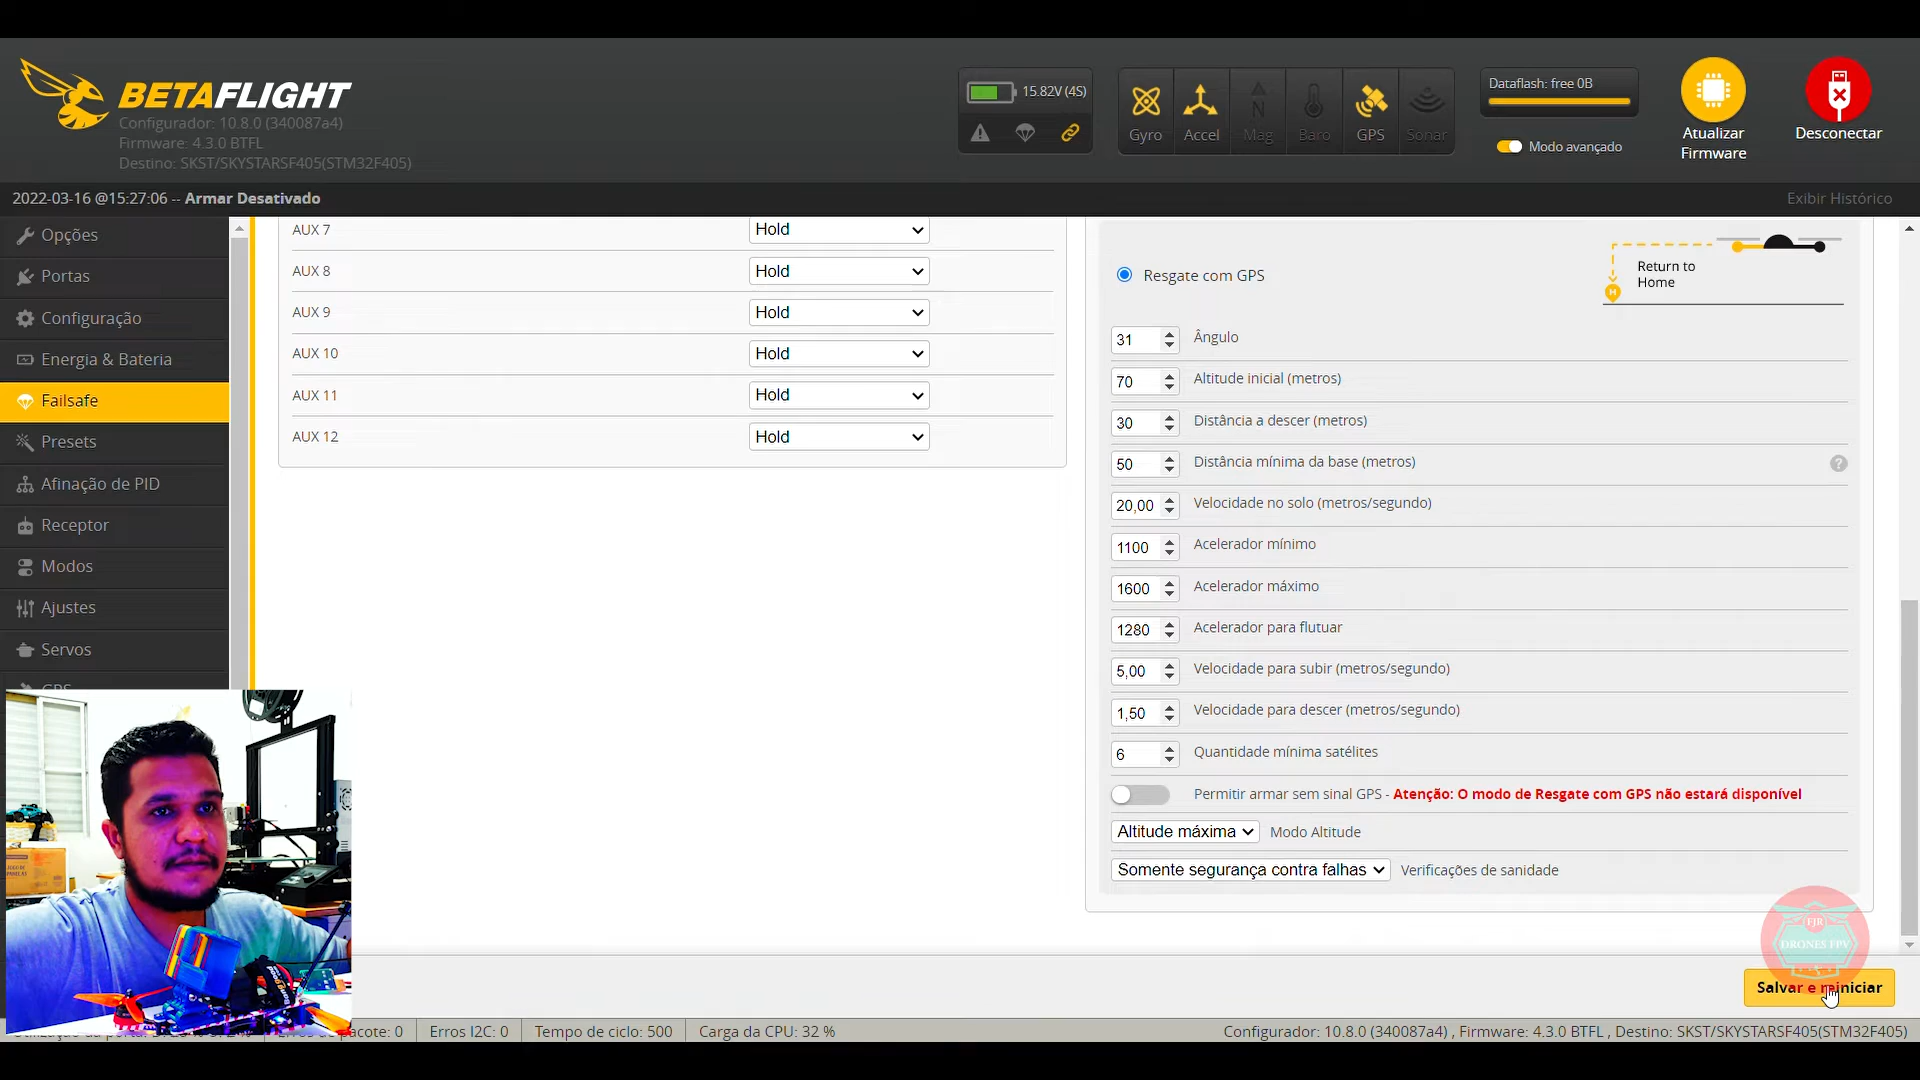 BETAFLIGHT
Configurador: 10.8.0 (340087a4)
Firmware: 4.3.0 BTFL
Destino: SKST/SKYSTARSF405(STM32F405)
15.82V (4S)
Gyro
Accel
Mag
Baro
GPS
Sonar
Dataflash: free 0B
Modo avançado
Atualizar
Firmware
Desconectar
2022-03-16 @15:27:06 -- Armar Desativado
Exibir Histórico
Opções
Portas
Configuração
Energia & Bateria
Failsafe
Presets
Afinação de PID
Receptor
Modos
Ajustes
Servos
GPS
AUX 7 Hold
AUX 8 Hold
AUX 9 Hold
AUX 10 Hold
AUX 11 Hold
AUX 12 Hold
Resgate com GPS
Return to
Home
H
31 Ângulo
70 Altitude inicial (metros)
30 Distância a descer (metros)
50 Distância mínima da base (metros)
?
20,00 Velocidade no solo (metros/segundo)
1100 Acelerador mínimo
1600 Acelerador máximo
1280 Acelerador para flutuar
5,00 Velocidade para subir (metros/segundo)
1,50 Velocidade para descer (metros/segundo)
6 Quantidade mínima satélites
Permitir armar sem sinal GPS - Atenção: O modo de Resgate com GPS não estará disponível
Altitude máxima Modo Altitude
Somente segurança contra falhas Verificações de sanidade
FJR
DRONES FPV
Salvar e reiniciar
pacote: 0
Erros I2C: 0
Tempo de ciclo: 500
Carga da CPU: 32 %
Configurador: 10.8.0 (340087a4) , Firmware: 4.3.0 BTFL , Destino: SKST/SKYSTARSF405(STM32F405)